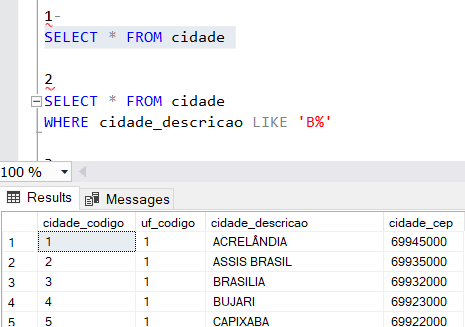 1-
SELECT * FROM cidade
2
SELECT * FROM cidade
WHERE cidade_descricao LIKE 'B%'
100 %
Results Messages
cidade_codigo uf_codigo cidade_descricao cidade_cep
1 1 1 ACRELÂNDIA 69945000
2 2 1 ASSIS BRASIL 69935000
3 3 1 BRASILIA 69932000
4 4 1 BUJARI 69923000
5 5 1 CAPIXABA 69922000